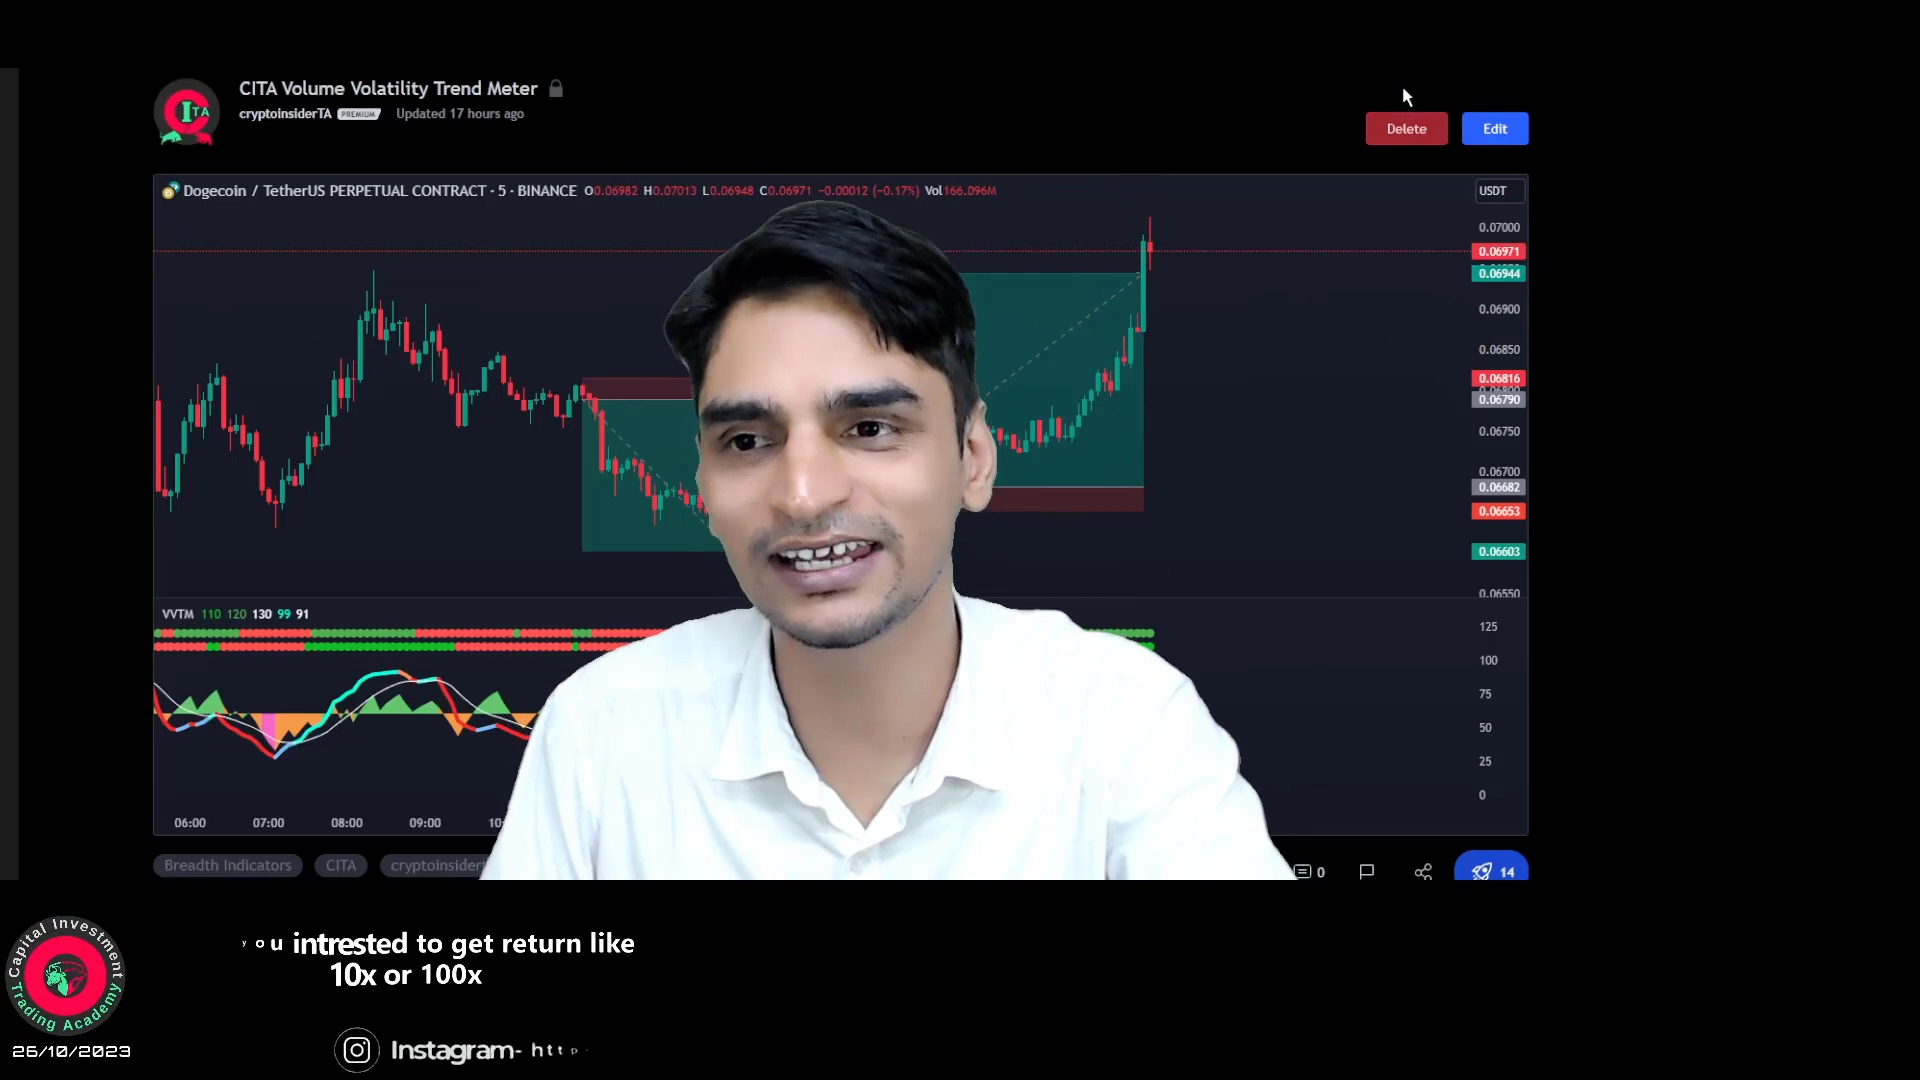 CITA Volume Volatility Trend Meter
cryptoinsiderTA PREMIUM Updated 17 hours ago
Delete
Edit
Dogecoin / TetherUS PERPETUAL CONTRACT · 5 · BINANCE O0.06982 H0.07013 L0.06948 C0.06971 −0.00012 (−0.17%) Vol166.096M
USDT
0.07000
0.06971
0.06944
0.06900
0.06850
0.06816
0.06790
0.06750
0.06700
0.06682
0.06653
0.06603
0.06550
VVTM 110 120 130 99 91
125
100
75
50
25
0
06:00 07:00 08:00 09:00
Breadth Indicators CITA
0
14
Capital Investment
Trading Academy
you intrested to get return like
10x or 100x
Instagram- http
26/10/2023